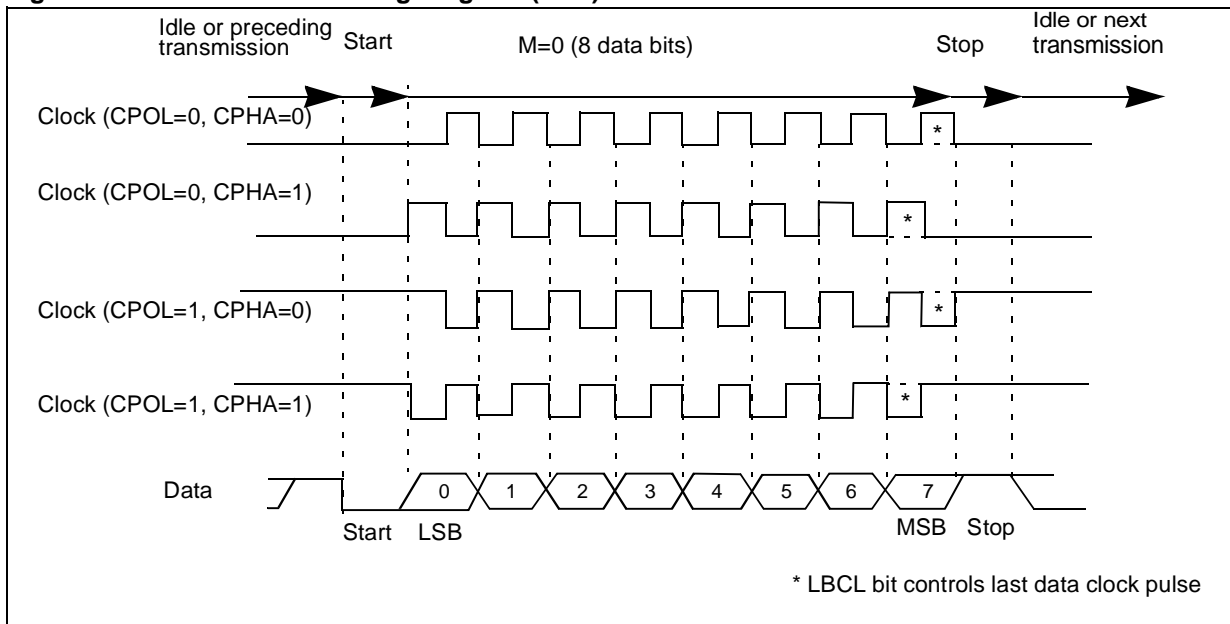 Idle or preceding
transmission
Start
M=0 (8 data bits)
Stop
Idle or next
transmission
Clock (CPOL=0, CPHA=0)
*
Clock (CPOL=0, CPHA=1)
*
Clock (CPOL=1, CPHA=0)
*
Clock (CPOL=1, CPHA=1)
*
Data
0 1 2 3 4 5 6 7
Start LSB MSB Stop
* LBCL bit controls last data clock pulse